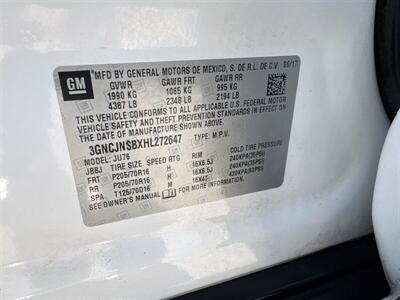 GM
MFD BY GENERAL MOTORS DE MEXICO, S. DE R.L. DE C.V. 06/17
GVWR GAWR FRT GAWR RR
1990 KG 1065 KG 995 KG
4387 LB 2348 LB 2194 LB
THIS VEHICLE CONFORMS TO ALL APPLICABLE U.S. FEDERAL
MOTOR VEHICLE SAFETY, BUMPER, AND THEFT PREVENTION
STANDARDS IN EFFECT ON THE DATE OF MANUFACTURE SHOWN ABOVE.
3GNCJNSBXHL272647 TYPE: M.P.V.
MODEL: JU76
JBBJ TIRE SIZE SPEED RTG RIM COLD TIRE PRESSURE
FRT P205/70R16 H 16X6.5J 240KPA(35PSI)
RR P205/70R16 H 16X6.5J 240KPA(35PSI)
SPA T125/70D16 M 16X4T 420KPA(60PSI)
SEE OWNER'S MANUAL FOR MORE INFORMATION.